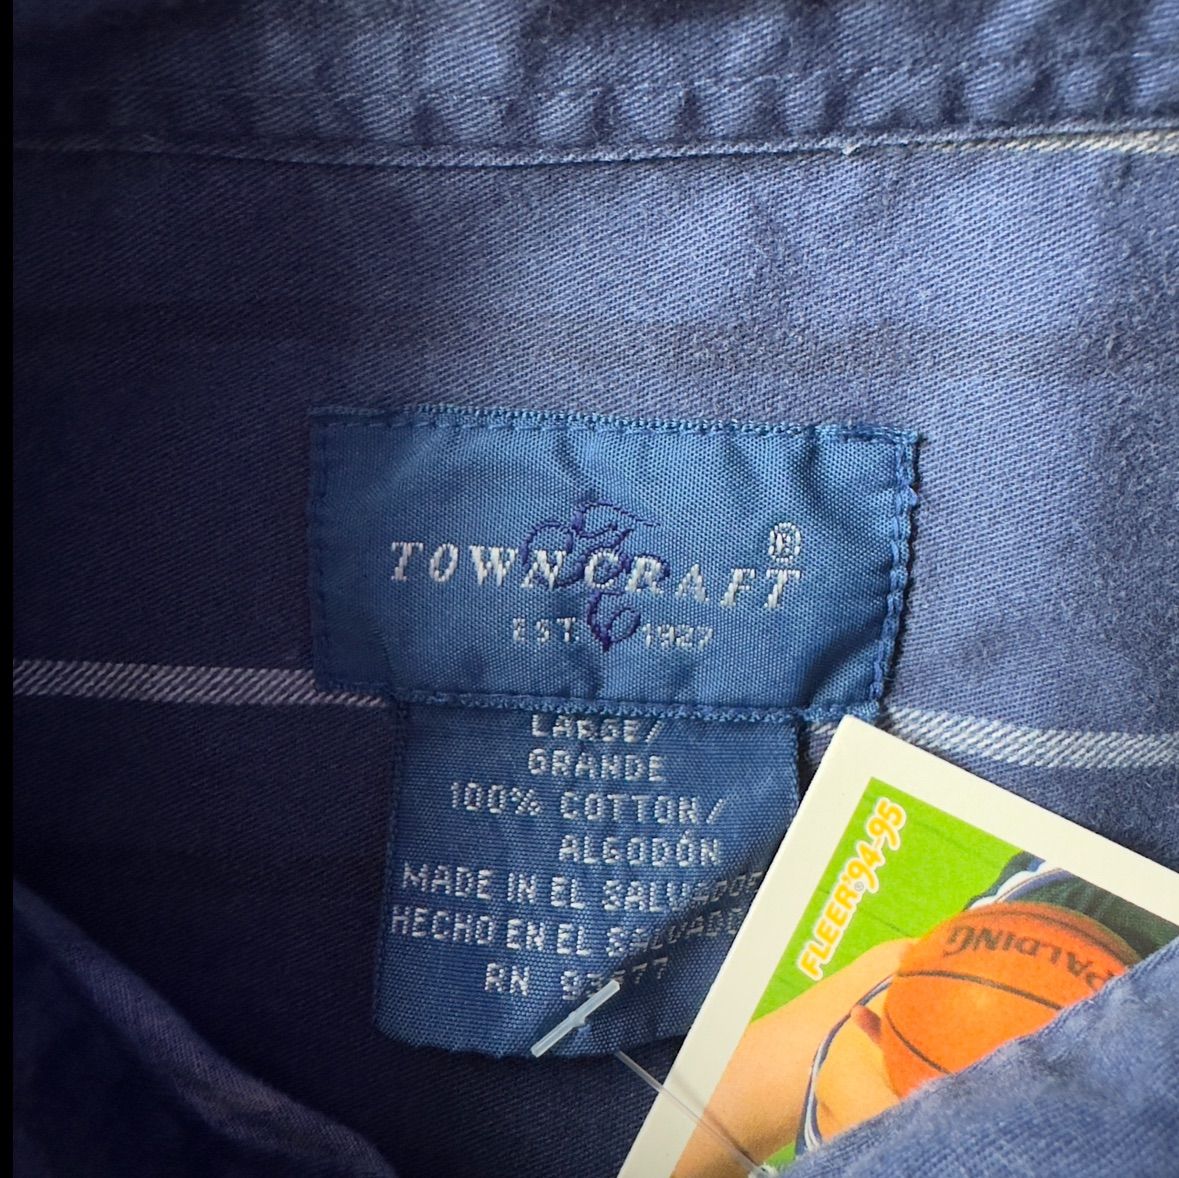 TOWNCRAFT®
EST. 1927
LARGE/
GRANDE
100% COTTON/
ALGODÓN
MADE IN EL SALVADOR
HECHO EN EL SALVADOR
RN
FLEER®'94-95
SPALDING